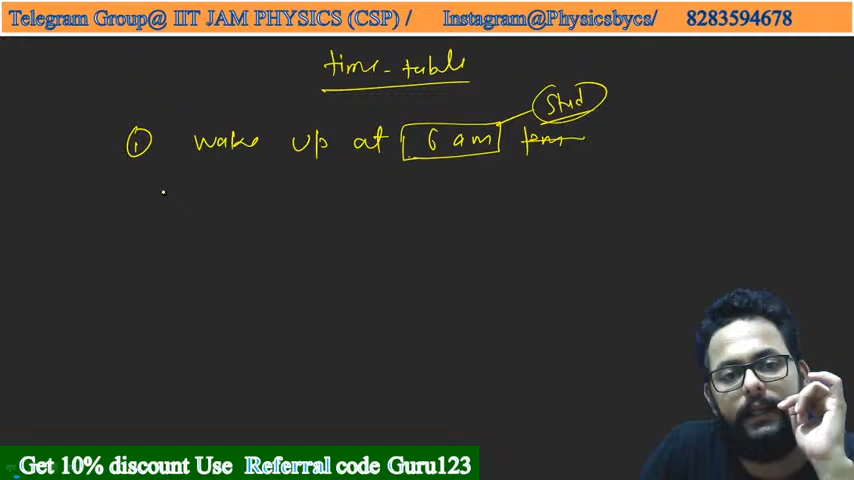 Telegram Group@ IIT JAM PHYSICS (CSP) / Instagram@Physicsbycs/ 8283594678
time-table
Stud
① wake up at 6 am
Get 10% discount Use Referral code Guru123